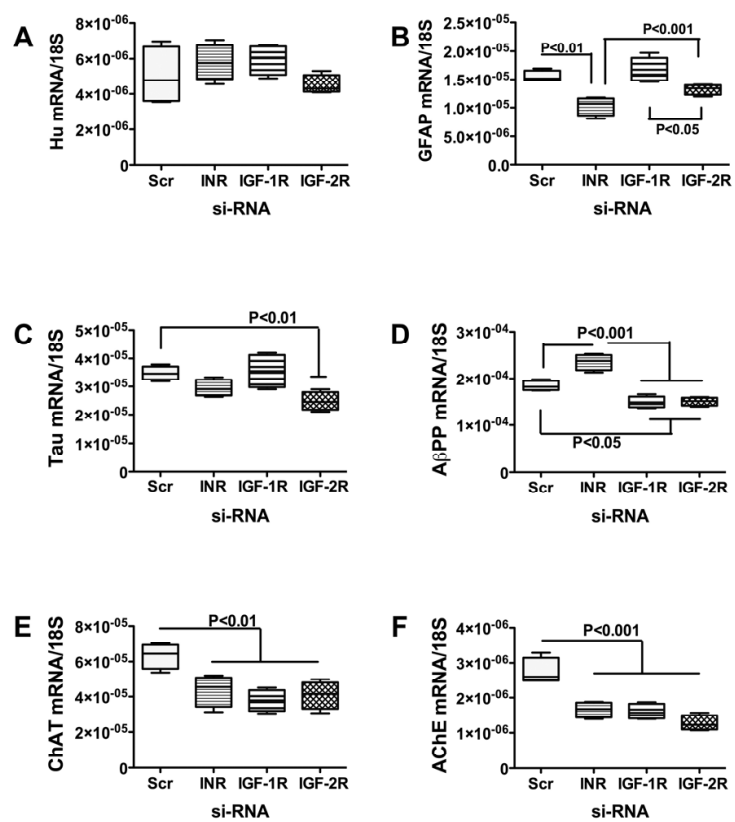 A
Hu mRNA/18S
8×10-06
6×10-06
4×10-06
2×10-06
0
Scr INR IGF-1R IGF-2R
si-RNA
B
GFAP mRNA/18S
2.5×10-05
2.0×10-05
1.5×10-05
1.0×10-05
5.0×10-06
0.0
P<0.01
P<0.001
P<0.05
Scr INR IGF-1R IGF-2R
si-RNA
C
Tau mRNA/18S
5×10-05
4×10-05
3×10-05
2×10-05
1×10-05
0
P<0.01
Scr INR IGF-1R IGF-2R
si-RNA
D
AβPP mRNA/18S
3×10-04
2×10-04
1×10-04
0
P<0.001
P<0.05
Scr INR IGF-1R IGF-2R
si-RNA
E
ChAT mRNA/18S
8×10-05
6×10-05
4×10-05
2×10-05
0
P<0.01
Scr INR IGF-1R IGF-2R
si-RNA
F
AChE mRNA/18S
4×10-06
3×10-06
2×10-06
1×10-06
0
P<0.001
Scr INR IGF-1R IGF-2R
si-RNA